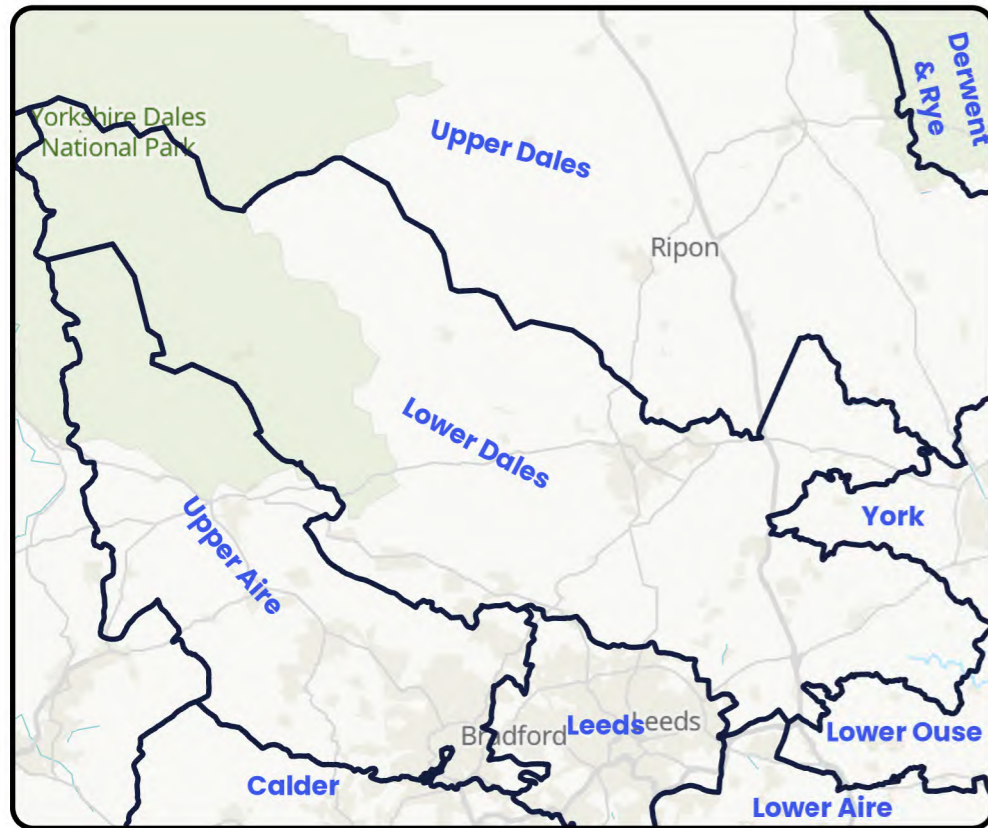 Derwent
& Rye
Yorkshire Dales
National Park
Upper Dales
Ripon
Lower Dales
York
Upper Aire
Bradford
Leeds
Leeds
Lower Ouse
Calder
Lower Aire